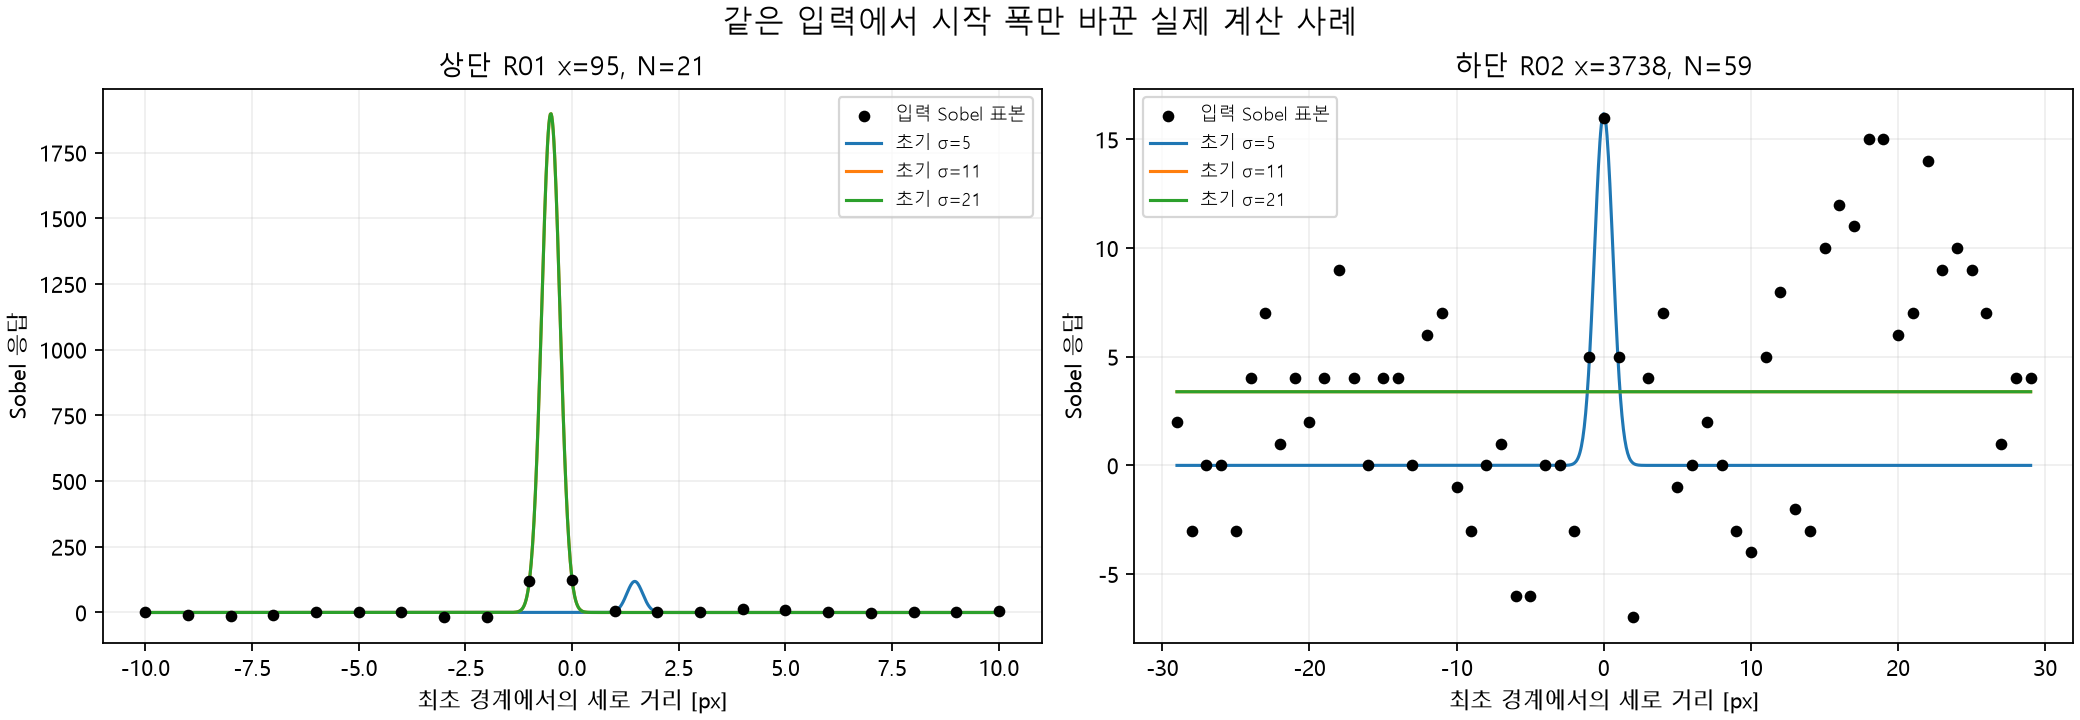 같은 입력에서 시작 폭만 바꾼 실제 계산 사례
상단 R01 x=95, N=21
입력 Sobel 표본
초기 σ=5
초기 σ=11
초기 σ=21
1750
1500
1250
1000
750
500
250
0
Sobel 응답
-10.0 -7.5 -5.0 -2.5 0.0 2.5 5.0 7.5 10.0
최초 경계에서의 세로 거리 [px]
하단 R02 x=3738, N=59
입력 Sobel 표본
초기 σ=5
초기 σ=11
초기 σ=21
15
10
5
0
-5
Sobel 응답
-30 -20 -10 0 10 20 30
최초 경계에서의 세로 거리 [px]